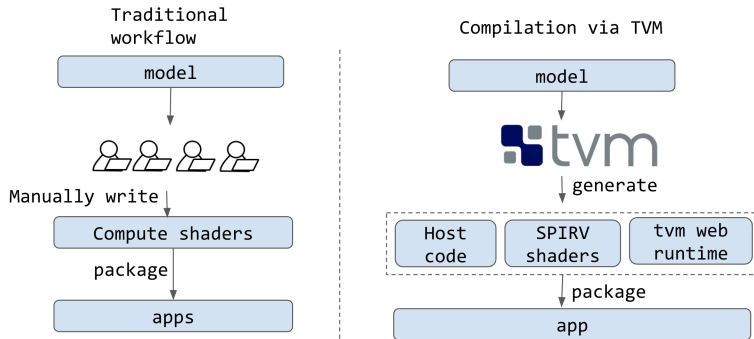 Traditional
workflow
model
Manually write
Compute shaders
package
apps
Compilation via TVM
model
tvm
generate
Host
code
SPIRV
shaders
tvm web
runtime
package
app